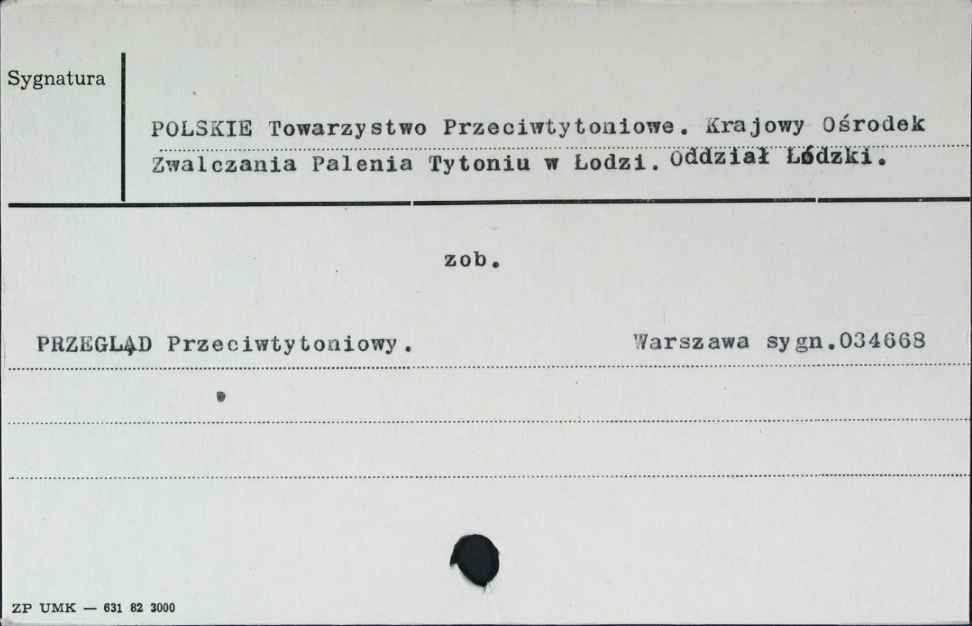 Sygnatura
POLSKIE Towarzystwo Przeciwtytoniowe. Krajowy Ośrodek
Zwalczania Palenia Tytoniu w Łodzi. Oddział Łódzki.
zob.
PRZEGLĄD Przeciwtytoniowy. Warszawa sygn.034668
ZP UMK — 631 82 3000